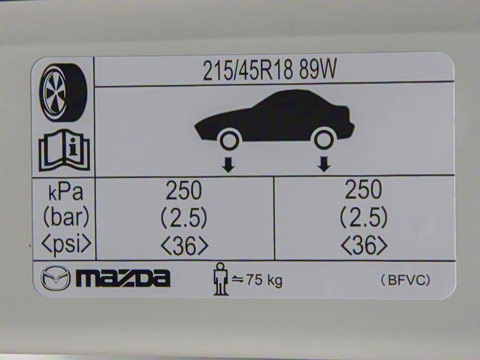 215/45R18 89W
kPa 250 250
(bar) (2.5) (2.5)
<psi> <36> <36>
mazda ≒75 kg (BFVC)